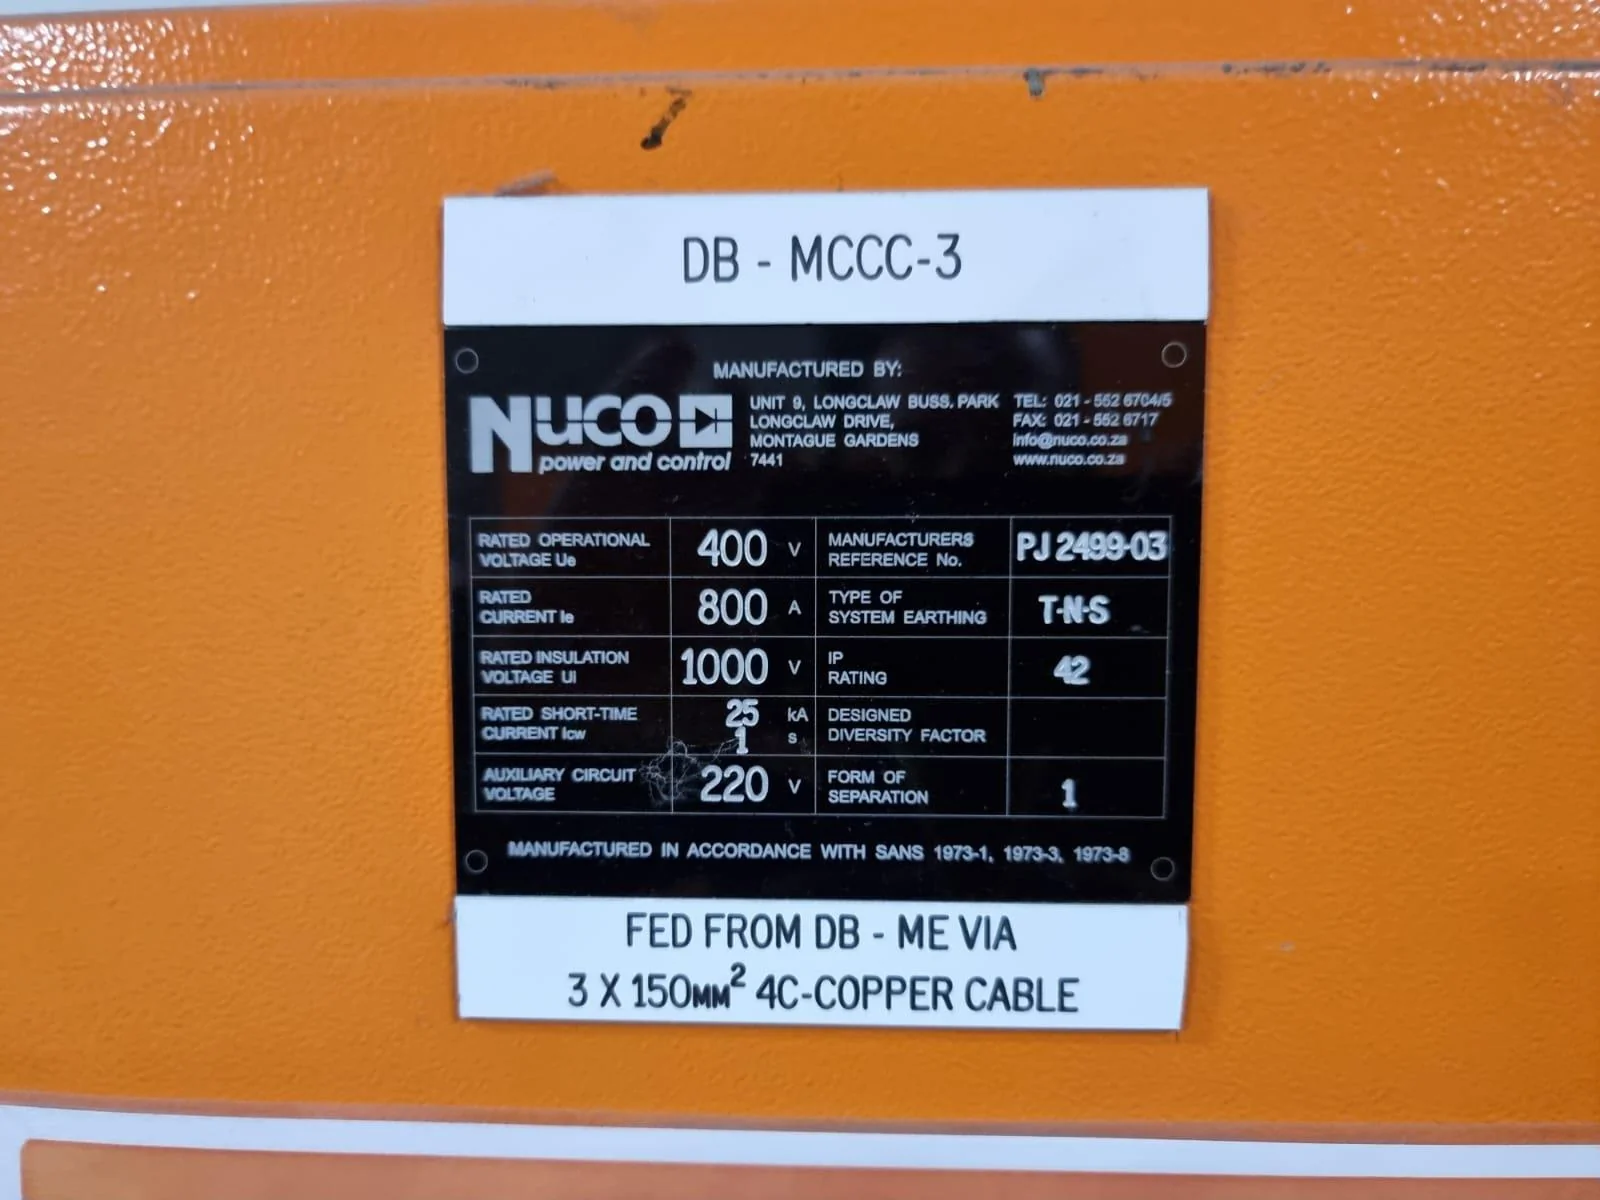 DB - MCCC-3
MANUFACTURED BY:
NUCO
power and control
UNIT 9, LONGCLAW BUSS. PARK
LONGCLAW DRIVE,
MONTAGUE GARDENS
7441
TEL: 021 - 552 6704/5
FAX: 021 - 552 6717
info@nuco.co.za
www.nuco.co.za
RATED OPERATIONAL VOLTAGE Ue 400 V
MANUFACTURERS REFERENCE No. PJ 2499-03
RATED CURRENT Ie 800 A
TYPE OF SYSTEM EARTHING T-N-S
RATED INSULATION VOLTAGE UI 1000 V
IP RATING 42
RATED SHORT-TIME CURRENT Icw 25 kA 1 s
DESIGNED DIVERSITY FACTOR
AUXILIARY CIRCUIT VOLTAGE 220 V
FORM OF SEPARATION 1
MANUFACTURED IN ACCORDANCE WITH SANS 1973-1, 1973-3, 1973-8
FED FROM DB - ME VIA
3 X 150MM² 4C-COPPER CABLE